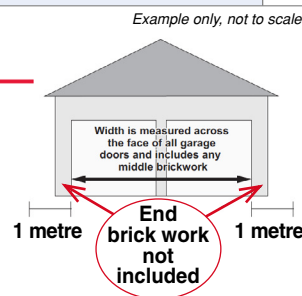 Example only, not to scale
Width is measured across
the face of all garage
doors and includes any
middle brickwork
1 metre
End
brick work
not
included
1 metre